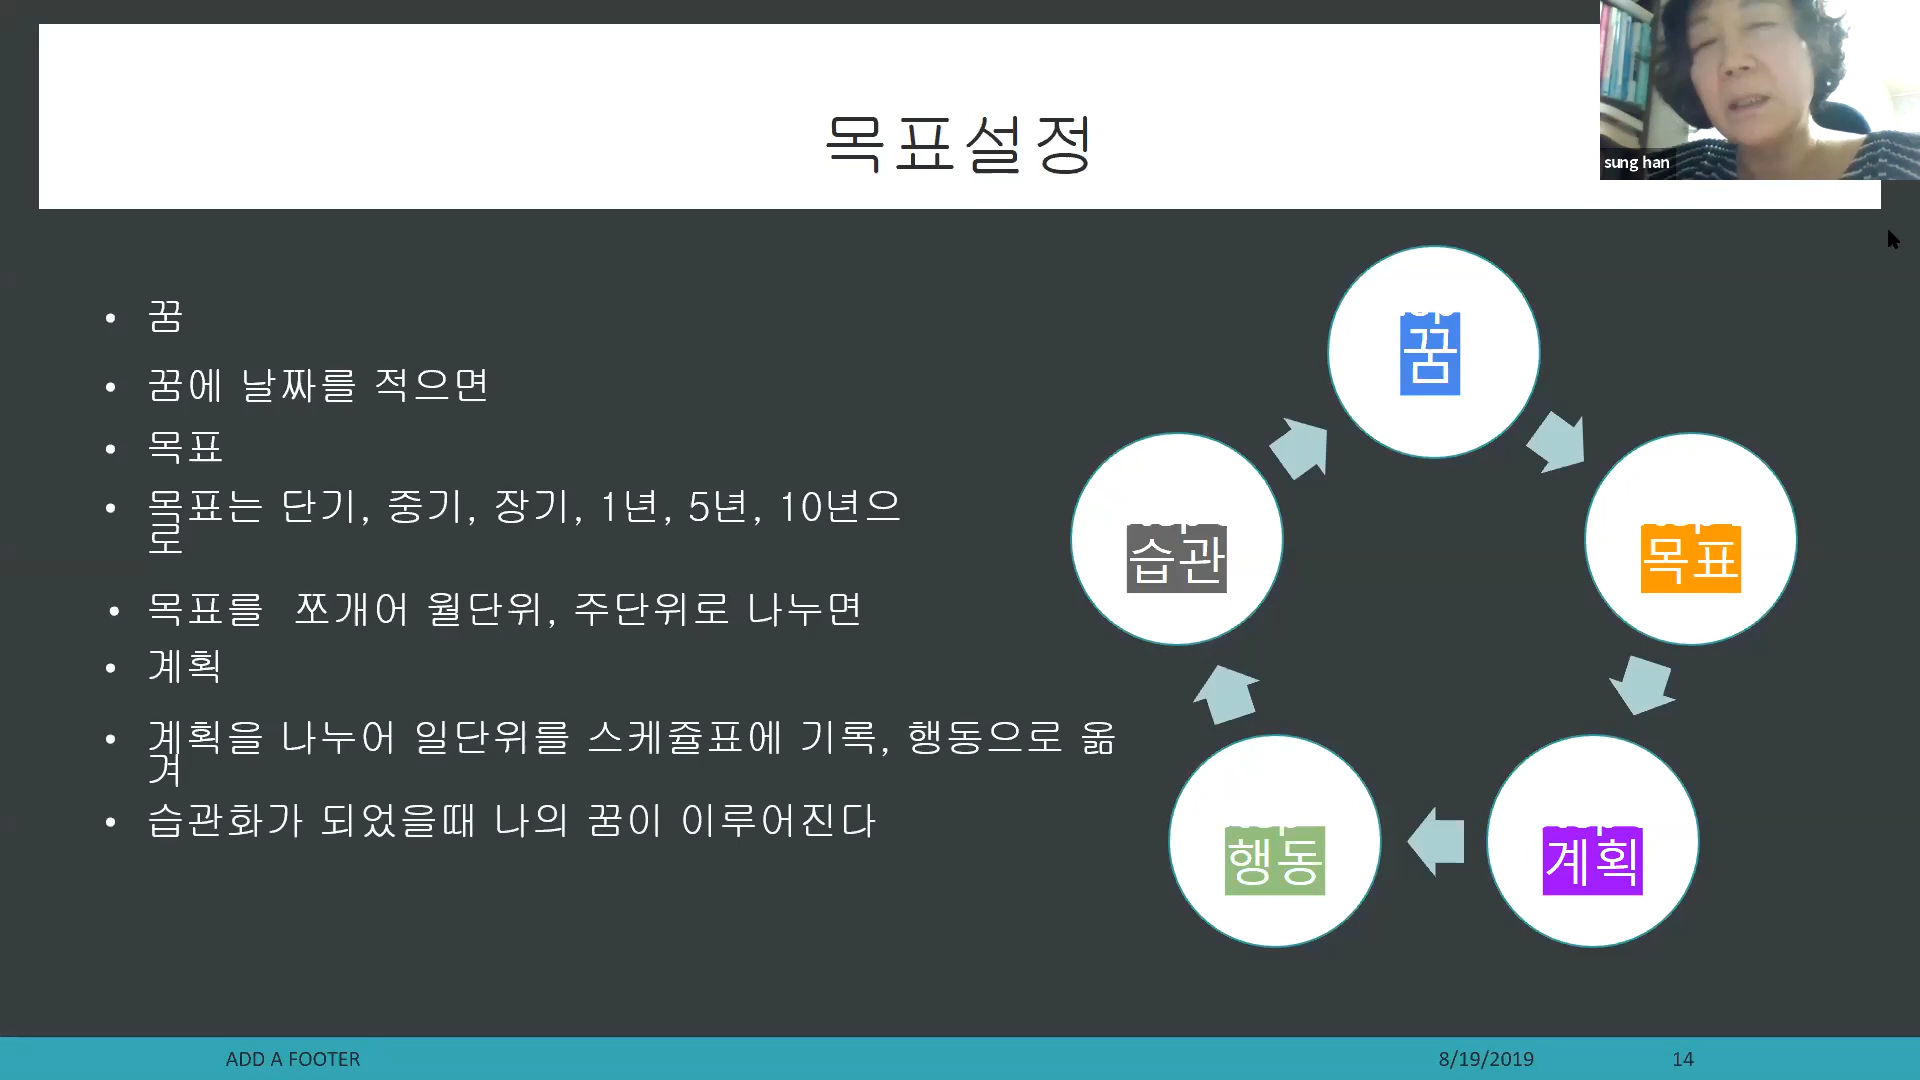 목표설정
sung han
• 꿈
• 꿈에 날짜를 적으면
• 목표
• 목표는 단기, 중기, 장기, 1년, 5년, 10년으
로
• 목표를 쪼개어 월단위, 주단위로 나누면
• 계획
• 계획을 나누어 일단위를 스케쥴표에 기록, 행동으로 옮
겨
• 습관화가 되었을때 나의 꿈이 이루어진다
꿈
목표
계획
행동
습관
ADD A FOOTER
8/19/2019
14